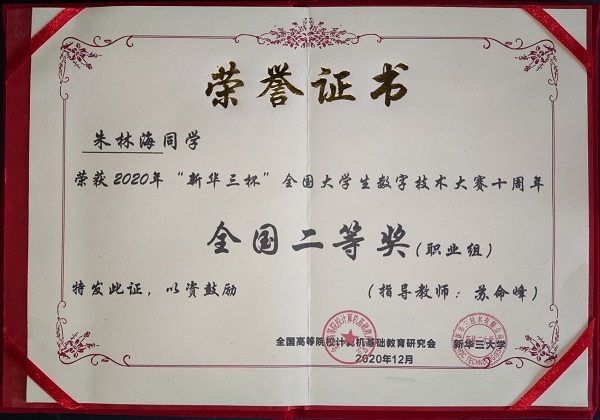 荣誉证书
朱林海同学
荣获2020年“新华三杯”全国大学生数字技术大赛十周年
全国二等奖(职业组)
特发此证,以资鼓励
(指导教师:苏命峰)
全国高等院校计算机基础教育研究会
新华三大学
2020年12月